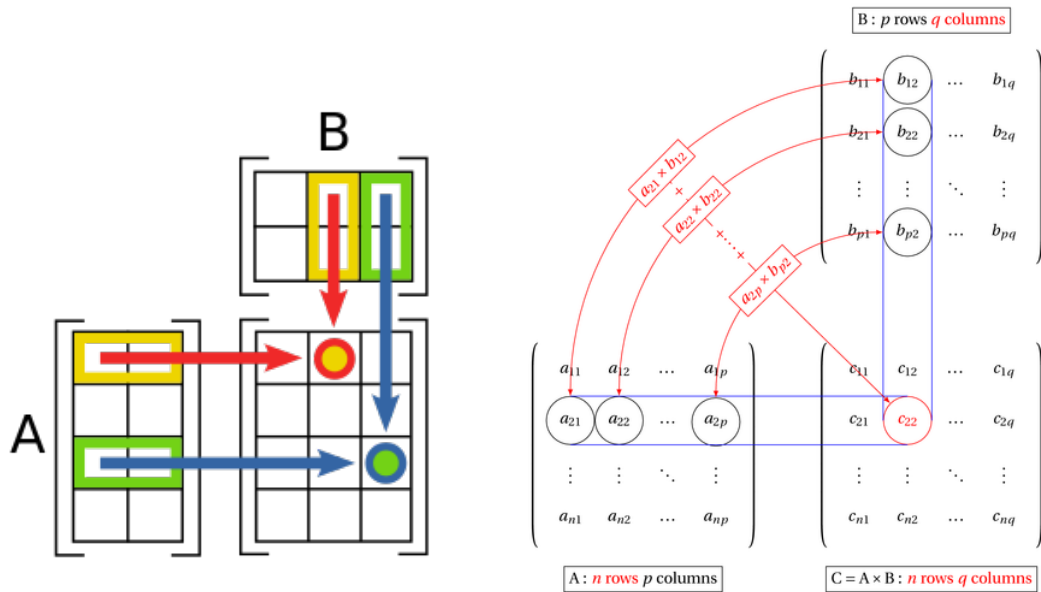 B
A
B : p rows q columns
b11 b12 … b1q
b21 b22 … b2q
⋮ ⋮ ⋱ ⋮
bp1 bp2 … bpq
a21 × b12
+
a22 × b22
+ ⋯ +
a2p × bp2
a11 a12 … a1p
a21 a22 … a2p
⋮ ⋮ ⋱ ⋮
an1 an2 … anp
A : n rows p columns
c11 c12 … c1q
c21 c22 … c2q
⋮ ⋮ ⋱ ⋮
cn1 cn2 … cnq
C = A × B : n rows q columns